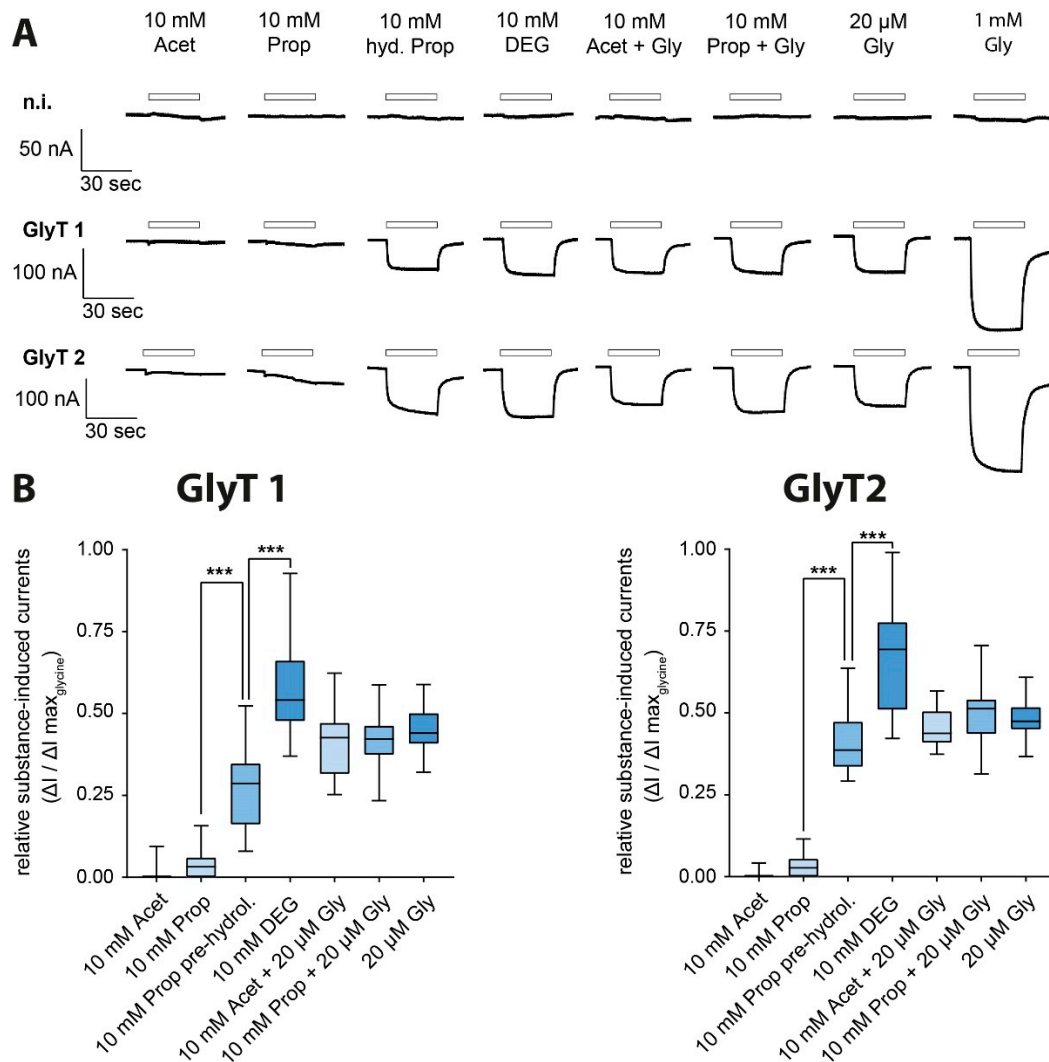 A
10 mM Acet
10 mM Prop
10 mM hyd. Prop
10 mM DEG
10 mM Acet + Gly
10 mM Prop + Gly
20 µM Gly
1 mM Gly
n.i.
50 nA
30 sec
GlyT 1
100 nA
30 sec
GlyT 2
100 nA
30 sec
B
GlyT 1
relative substance-induced currents
(ΔI / ΔI max glycine)
1.00
0.75
0.50
0.25
0.00
***
***
10 mM Acet
10 mM Prop
10 mM Prop pre-hydrol.
10 mM DEG
10 mM Acet + 20 µM Gly
10 mM Prop + 20 µM Gly
20 µM Gly
GlyT2
relative substance-induced currents
(ΔI / ΔI max glycine)
1.00
0.75
0.50
0.25
0.00
***
***
10 mM Acet
10 mM Prop
10 mM Prop pre-hydrol.
10 mM DEG
10 mM Acet + 20 µM Gly
10 mM Prop + 20 µM Gly
20 µM Gly